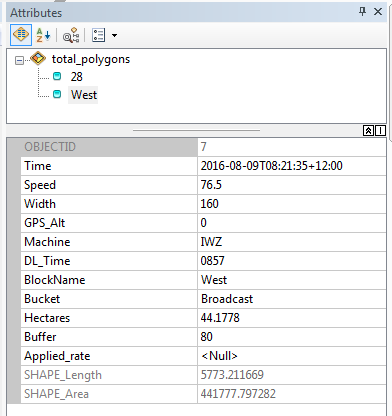 Attributes
total_polygons
28
West
OBJECTID 7
Time 2016-08-09T08:21:35+12:00
Speed 76.5
Width 160
GPS_Alt 0
Machine IWZ
DL_Time 0857
BlockName West
Bucket Broadcast
Hectares 44.1778
Buffer 80
Applied_rate <Null>
SHAPE_Length 5773.211669
SHAPE_Area 441777.797282